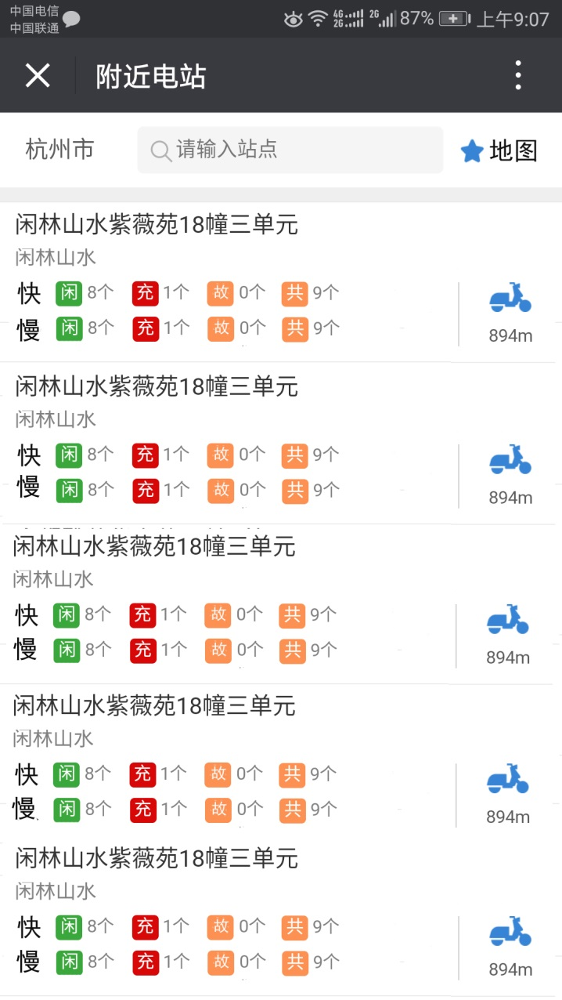 中国电信
中国联通
4G 2G 2G 87% 上午9:07
附近电站
杭州市 请输入站点 地图
闲林山水紫薇苑18幢三单元
闲林山水
快 闲 8个 充 1个 故 0个 共 9个
慢 闲 8个 充 1个 故 0个 共 9个
894m
闲林山水紫薇苑18幢三单元
闲林山水
快 闲 8个 充 1个 故 0个 共 9个
慢 闲 8个 充 1个 故 0个 共 9个
894m
闲林山水紫薇苑18幢三单元
闲林山水
快 闲 8个 充 1个 故 0个 共 9个
慢 闲 8个 充 1个 故 0个 共 9个
894m
闲林山水紫薇苑18幢三单元
闲林山水
快 闲 8个 充 1个 故 0个 共 9个
慢 闲 8个 充 1个 故 0个 共 9个
894m
闲林山水紫薇苑18幢三单元
闲林山水
快 闲 8个 充 1个 故 0个 共 9个
慢 闲 8个 充 1个 故 0个 共 9个
894m